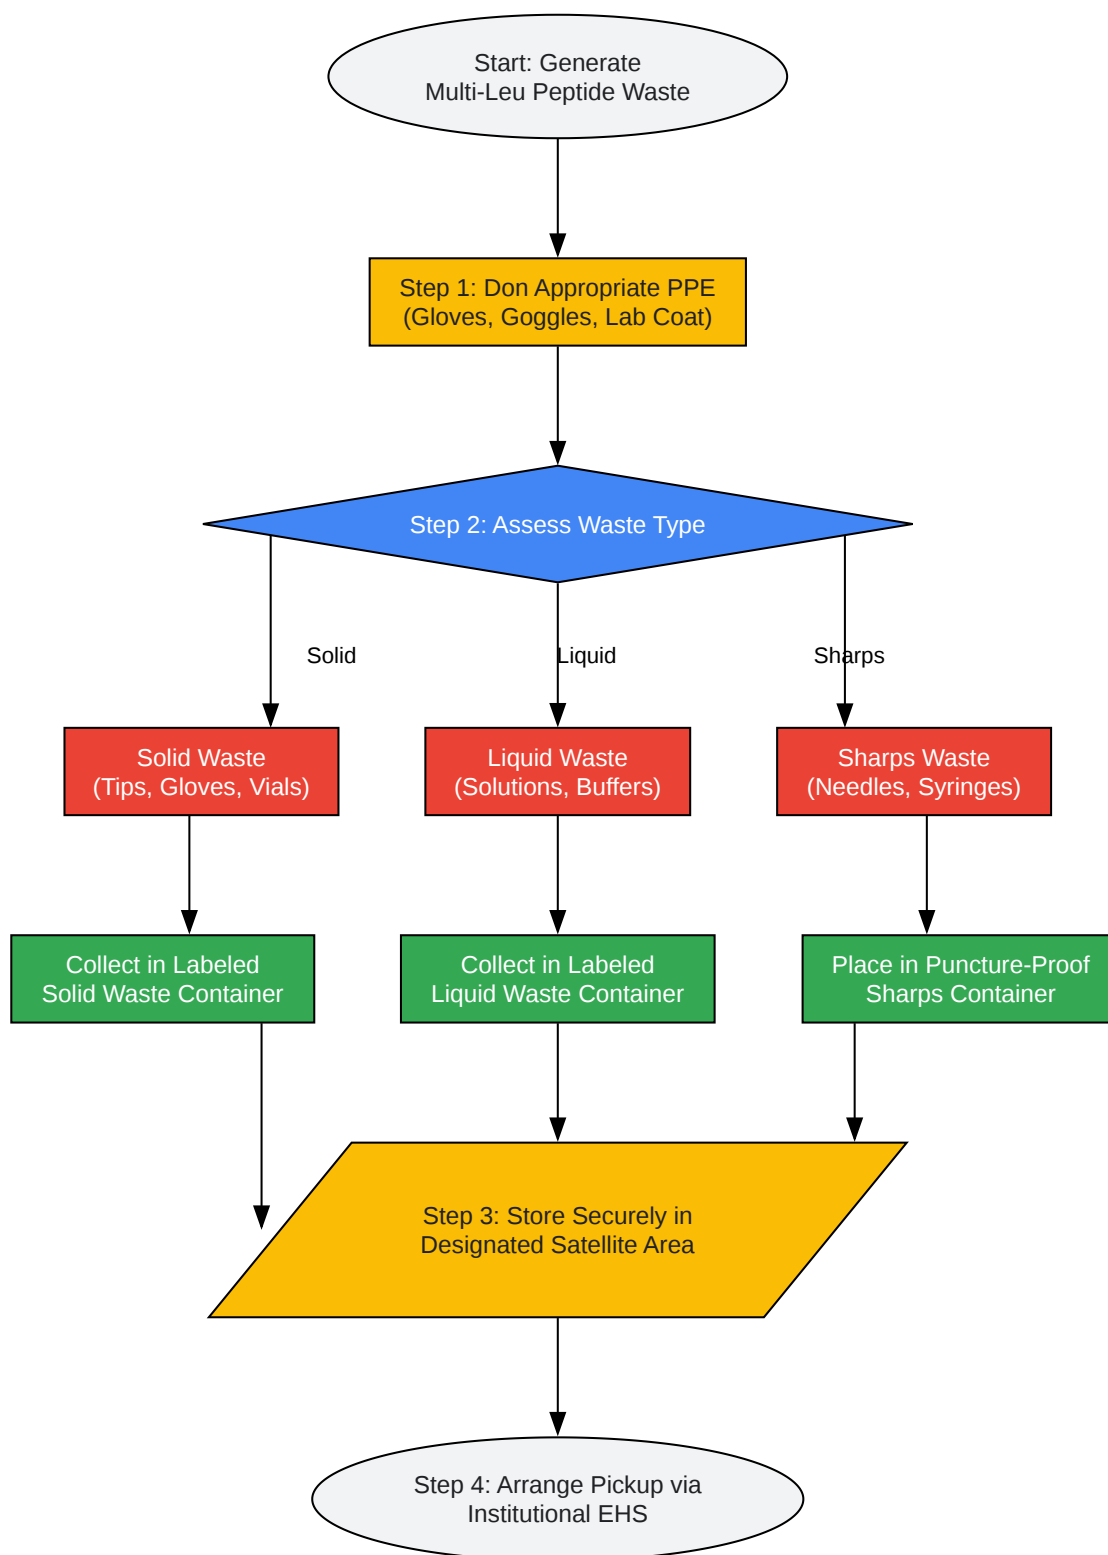 Start: Generate
Multi-Leu Peptide Waste
Step 1: Don Appropriate PPE
(Gloves, Goggles, Lab Coat)
Step 2: Assess Waste Type
Solid
Liquid
Sharps
Solid Waste
(Tips, Gloves, Vials)
Liquid Waste
(Solutions, Buffers)
Sharps Waste
(Needles, Syringes)
Collect in Labeled
Solid Waste Container
Collect in Labeled
Liquid Waste Container
Place in Puncture-Proof
Sharps Container
Step 3: Store Securely in
Designated Satellite Area
Step 4: Arrange Pickup via
Institutional EHS